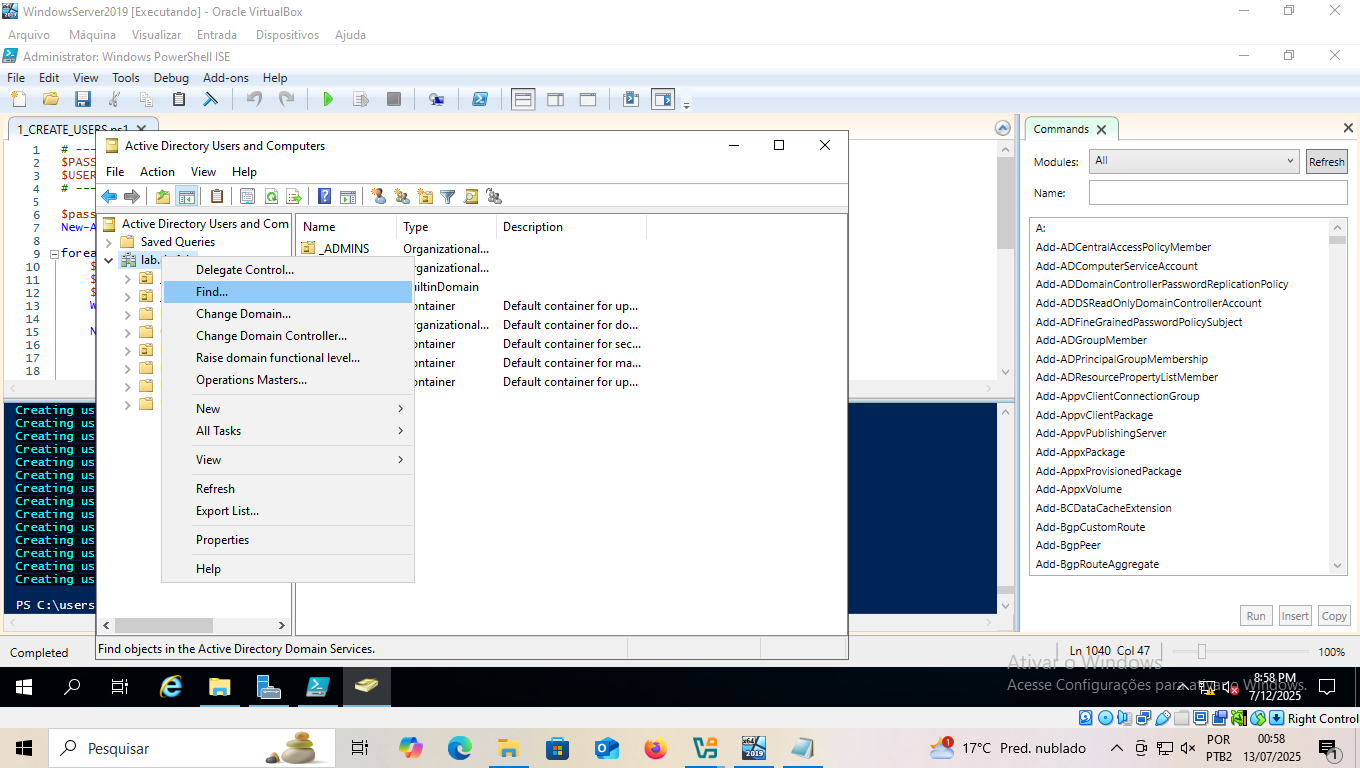 WindowsServer2019 [Executando] - Oracle VirtualBox
Arquivo Máquina Visualizar Entrada Dispositivos Ajuda
Administrator: Windows PowerShell ISE
File Edit View Tools Debug Add-ons Help
1_CREATE_USERS.ps1
1 # ---
2 $PASS
3 $USER
4 # ---
5
6 $pass
7 New-A
8
9 forea
10 $
11 $
12 $
13 W
14
15 N
16
17
18
Active Directory Users and Computers
File Action View Help
Active Directory Users and Com
Saved Queries
lab.
Name Type Description
_ADMINS Organizational...
organizational...
uiltinDomain
ontainer Default container for up...
organizational... Default container for do...
ontainer Default container for sec...
ontainer Default container for ma...
ontainer Default container for up...
Delegate Control...
Find...
Change Domain...
Change Domain Controller...
Raise domain functional level...
Operations Masters...
New
All Tasks
View
Refresh
Export List...
Properties
Help
Find objects in the Active Directory Domain Services.
Creating us
Creating us
Creating us
Creating us
Creating us
Creating us
Creating us
Creating us
Creating us
Creating us
Creating us
Creating us
Creating us
Creating us
PS C:\users
Commands
Modules: All Refresh
Name:
A:
Add-ADCentralAccessPolicyMember
Add-ADComputerServiceAccount
Add-ADDomainControllerPasswordReplicationPolicy
Add-ADDSReadOnlyDomainControllerAccount
Add-ADFineGrainedPasswordPolicySubject
Add-ADGroupMember
Add-ADPrincipalGroupMembership
Add-ADResourcePropertyListMember
Add-AppvClientConnectionGroup
Add-AppvClientPackage
Add-AppvPublishingServer
Add-AppxPackage
Add-AppxProvisionedPackage
Add-AppxVolume
Add-BCDataCacheExtension
Add-BgpCustomRoute
Add-BgpPeer
Add-BgpRouteAggregate
Run Insert Copy
Completed
Ln 1040 Col 47 100%
Ativar o Windows
Acesse Configurações para ativar o Windows.
8:58 PM
7/12/2025
Right Control
Pesquisar
17°C Pred. nublado
POR
PTB2
00:58
13/07/2025